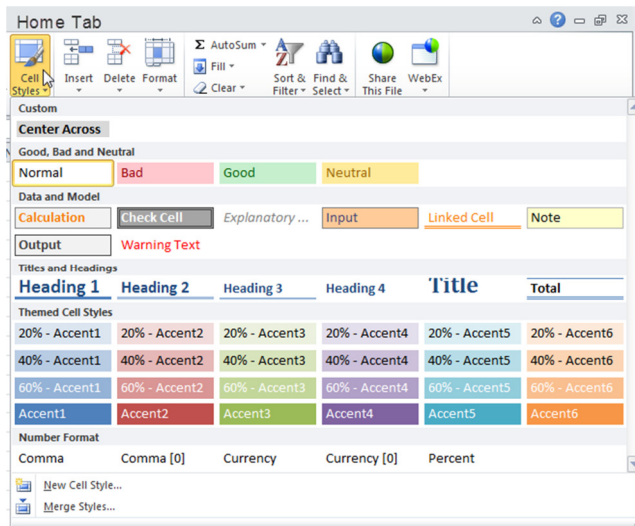 Home Tab
Cell Styles
Insert
Delete
Format
Σ AutoSum
Fill
Clear
Sort & Filter
Find & Select
Share This File
WebEx
Custom
Center Across
Good, Bad and Neutral
Normal Bad Good Neutral
Data and Model
Calculation Check Cell Explanatory ... Input Linked Cell Note
Output Warning Text
Titles and Headings
Heading 1 Heading 2 Heading 3 Heading 4 Title Total
Themed Cell Styles
20% - Accent1 20% - Accent2 20% - Accent3 20% - Accent4 20% - Accent5 20% - Accent6
40% - Accent1 40% - Accent2 40% - Accent3 40% - Accent4 40% - Accent5 40% - Accent6
60% - Accent1 60% - Accent2 60% - Accent3 60% - Accent4 60% - Accent5 60% - Accent6
Accent1 Accent2 Accent3 Accent4 Accent5 Accent6
Number Format
Comma Comma [0] Currency Currency [0] Percent
New Cell Style...
Merge Styles...